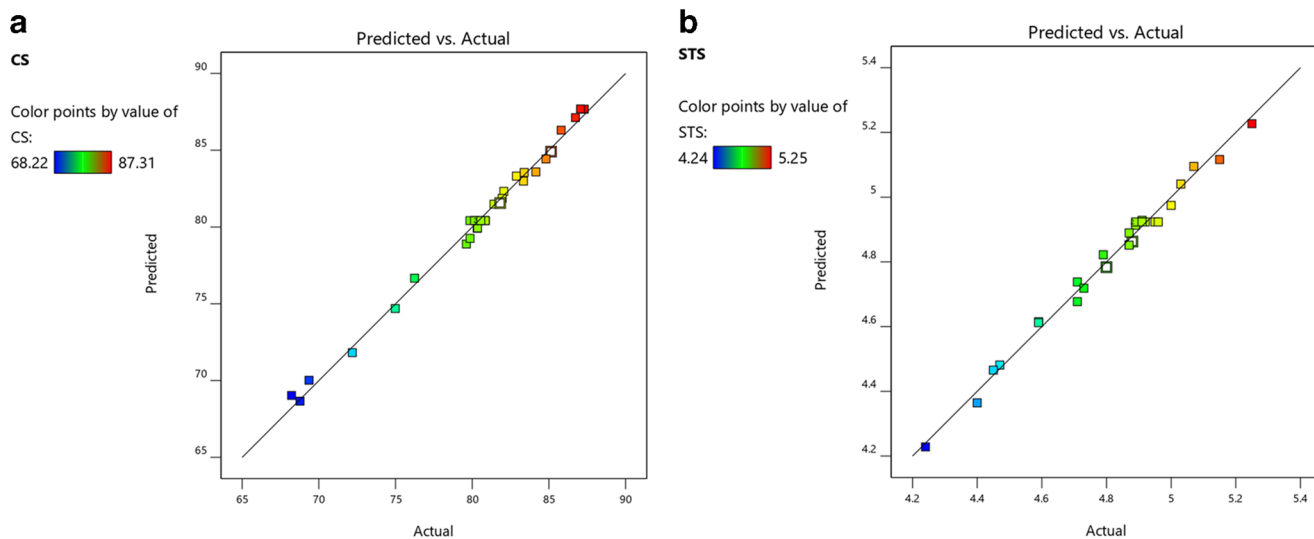 a
CS
Color points by value of
CS:
68.22 87.31
Predicted vs. Actual
90
85
80
75
70
65
Predicted
65 70 75 80 85 90
Actual
b
STS
Color points by value of
STS:
4.24 5.25
Predicted vs. Actual
5.4
5.2
5
4.8
4.6
4.4
4.2
Predicted
4.2 4.4 4.6 4.8 5 5.2 5.4
Actual